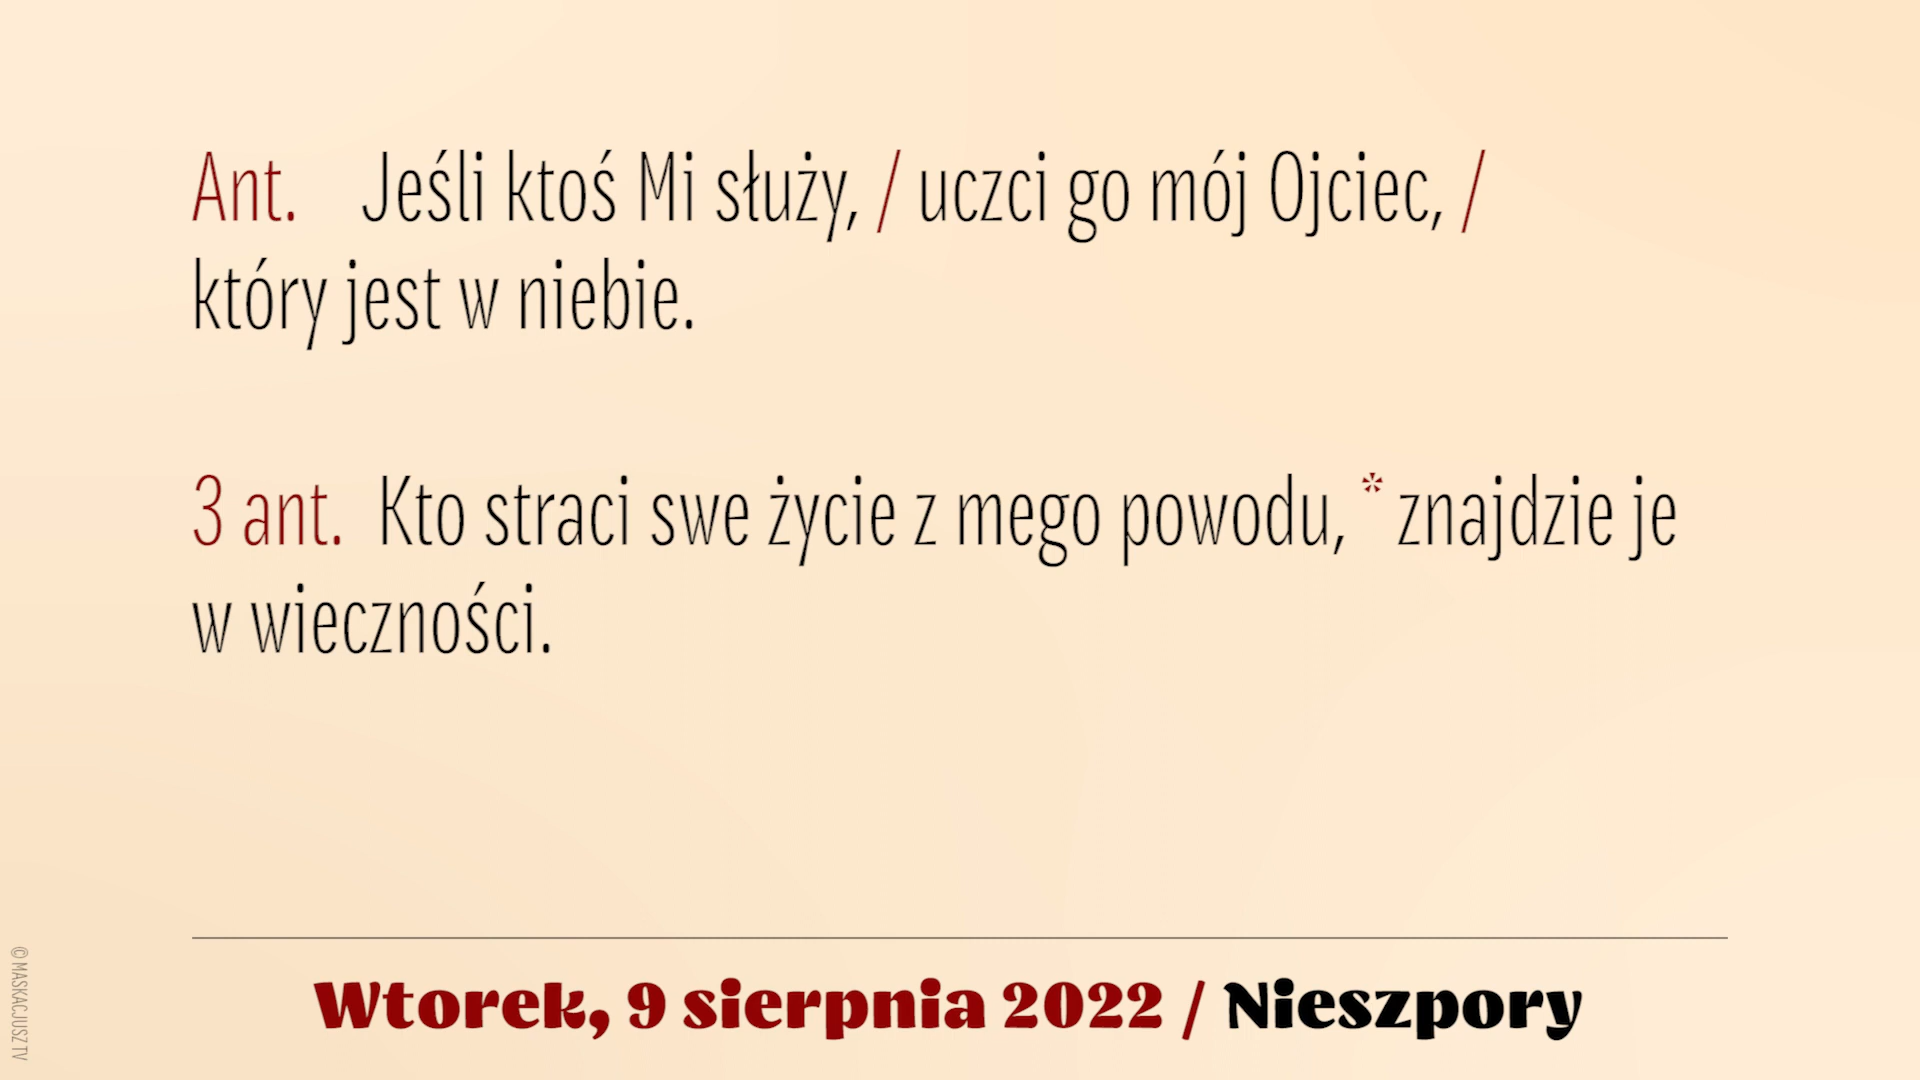 Ant. Jeśli ktoś Mi służy, / uczci go mój Ojciec, /
który jest w niebie.
3 ant. Kto straci swe życie z mego powodu, * znajdzie je
w wieczności.
Wtorek, 9 sierpnia 2022 / Nieszpory
© MASKACJUSZ TV